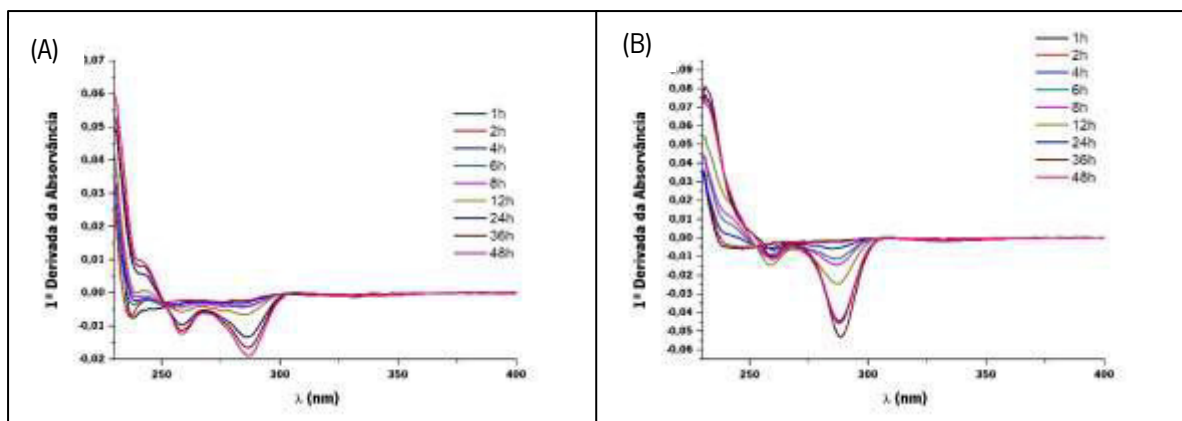 (A)
1ª Derivada da Absorvância
0,07
0,06
0,05
0,04
0,03
0,02
0,01
0,00
-0,01
-0,02
250
300
350
400
λ (nm)
1h
2h
4h
6h
8h
12h
24h
36h
48h
(B)
1ª Derivada da Absorvância
0,08
0,07
0,06
0,05
0,04
0,03
0,02
0,01
0,00
-0,01
-0,02
-0,03
-0,04
-0,05
-0,06
250
300
350
400
λ (nm)
1h
2h
4h
6h
8h
12h
24h
36h
48h